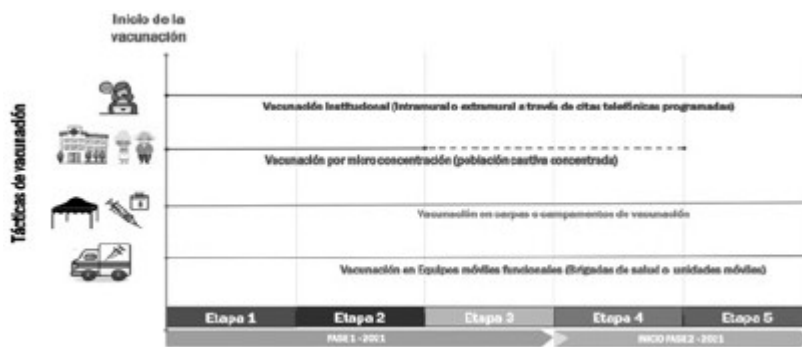 Inicio de la
vacunación
Tácticas de vacunación
Vacunación Institucional (Intramural o extramural a través de citas telefónicas programadas)
Vacunación por micro concentración (población cautiva concentrada)
Vacunación en carpas o campamentos de vacunación
Vacunación en Equipos móviles funcionales (Brigadas de salud o unidades móviles)
Etapa 1
Etapa 2
Etapa 3
Etapa 4
Etapa 5
FASE 1 - 2021
INICIO FASE 2 - 2021